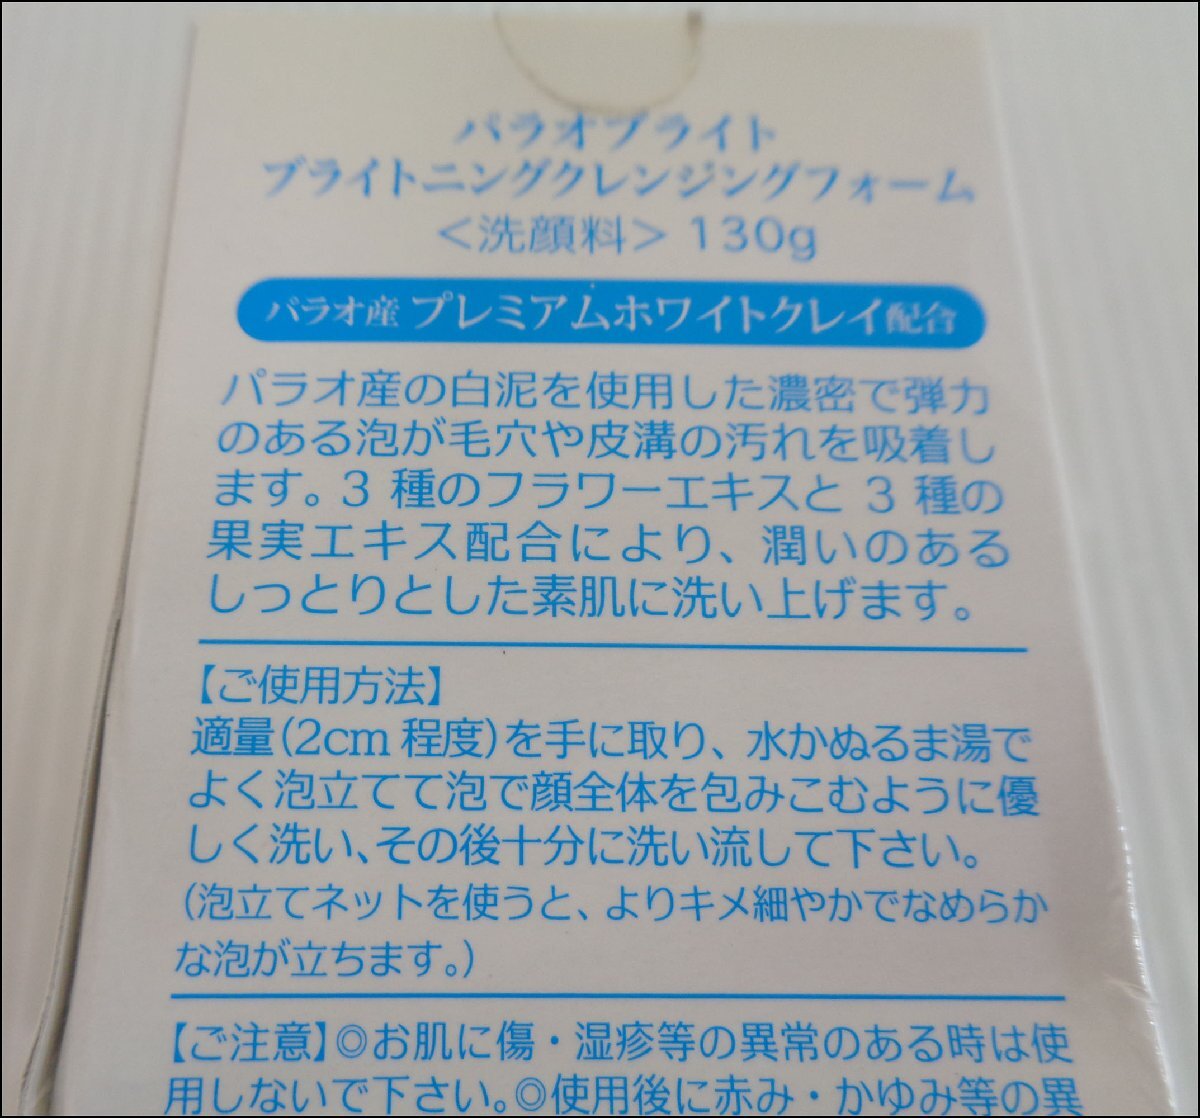 パラオブライト
ブライトニングクレンジングフォーム
＜洗顔料＞ 130g
パラオ産 プレミアムホワイトクレイ配合
パラオ産の白泥を使用した濃密で弾力
のある泡が毛穴や皮溝の汚れを吸着し
ます。3 種のフラワーエキスと 3 種の
果実エキス配合により、潤いのある
しっとりとした素肌に洗い上げます。
【ご使用方法】
適量(2cm 程度)を手に取り、水かぬるま湯で
よく泡立てて泡で顔全体を包みこむように優
しく洗い、その後十分に洗い流して下さい。
(泡立てネットを使うと、よりキメ細やかでなめらか
な泡が立ちます。)
【ご注意】◎お肌に傷・湿疹等の異常のある時は使
用しないで下さい。◎使用後に赤み・かゆみ等の異